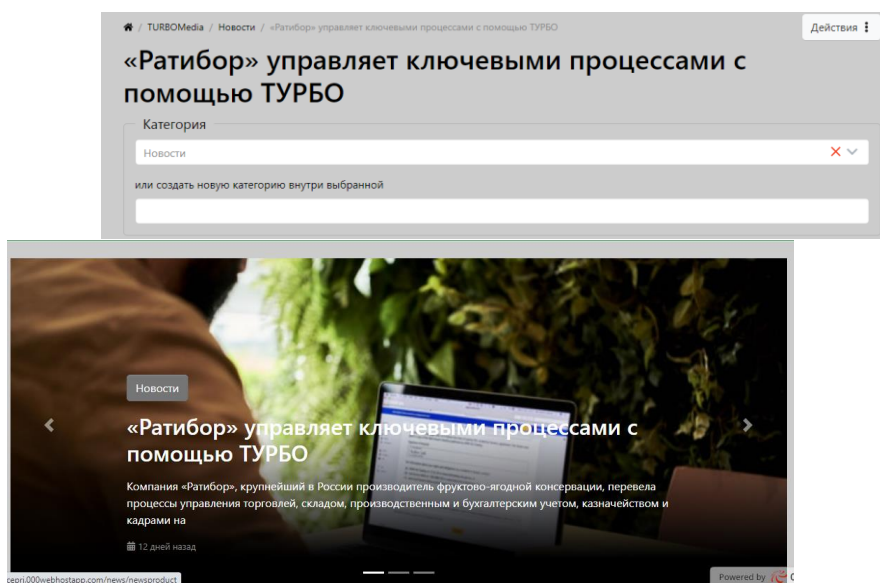 / TURBOMedia / Новости / «Ратибор» управляет ключевыми процессами с помощью ТУРБО
Действия
«Ратибор» управляет ключевыми процессами с
помощью ТУРБО
Категория
Новости
или создать новую категорию внутри выбранной
Новости
«Ратибор» управляет ключевыми процессами с
помощью ТУРБО
Компания «Ратибор», крупнейший в России производитель фруктово-ягодной консервации, перевела
процессы управления торговлей, складом, производственным и бухгалтерским учетом, казначейством и
кадрами на
12 дней назад
cepri.000webhostapp.com/news/newsproduct
Powered by